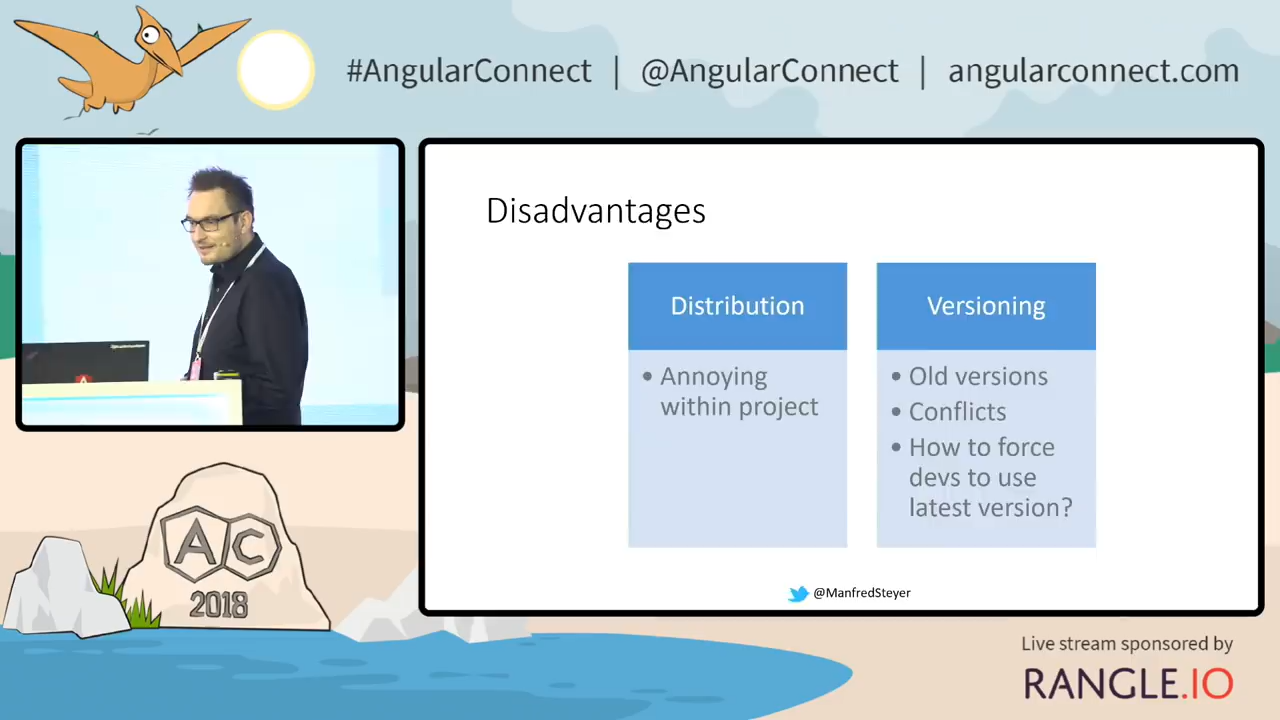 #AngularConnect | @AngularConnect | angularconnect.com
Disadvantages
Distribution
• Annoying
within project
Versioning
• Old versions
• Conflicts
• How to force
devs to use
latest version?
@ManfredSteyer
AC
2018
Live stream sponsored by
RANGLE.IO